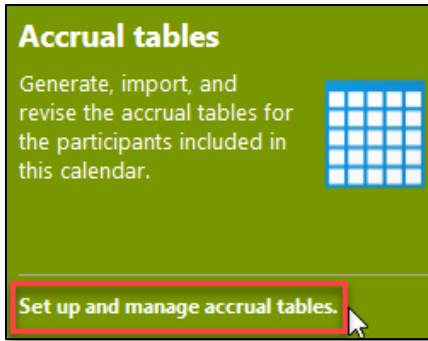 Accrual tables
Generate, import, and
revise the accrual tables for
the participants included in
this calendar.
Set up and manage accrual tables.